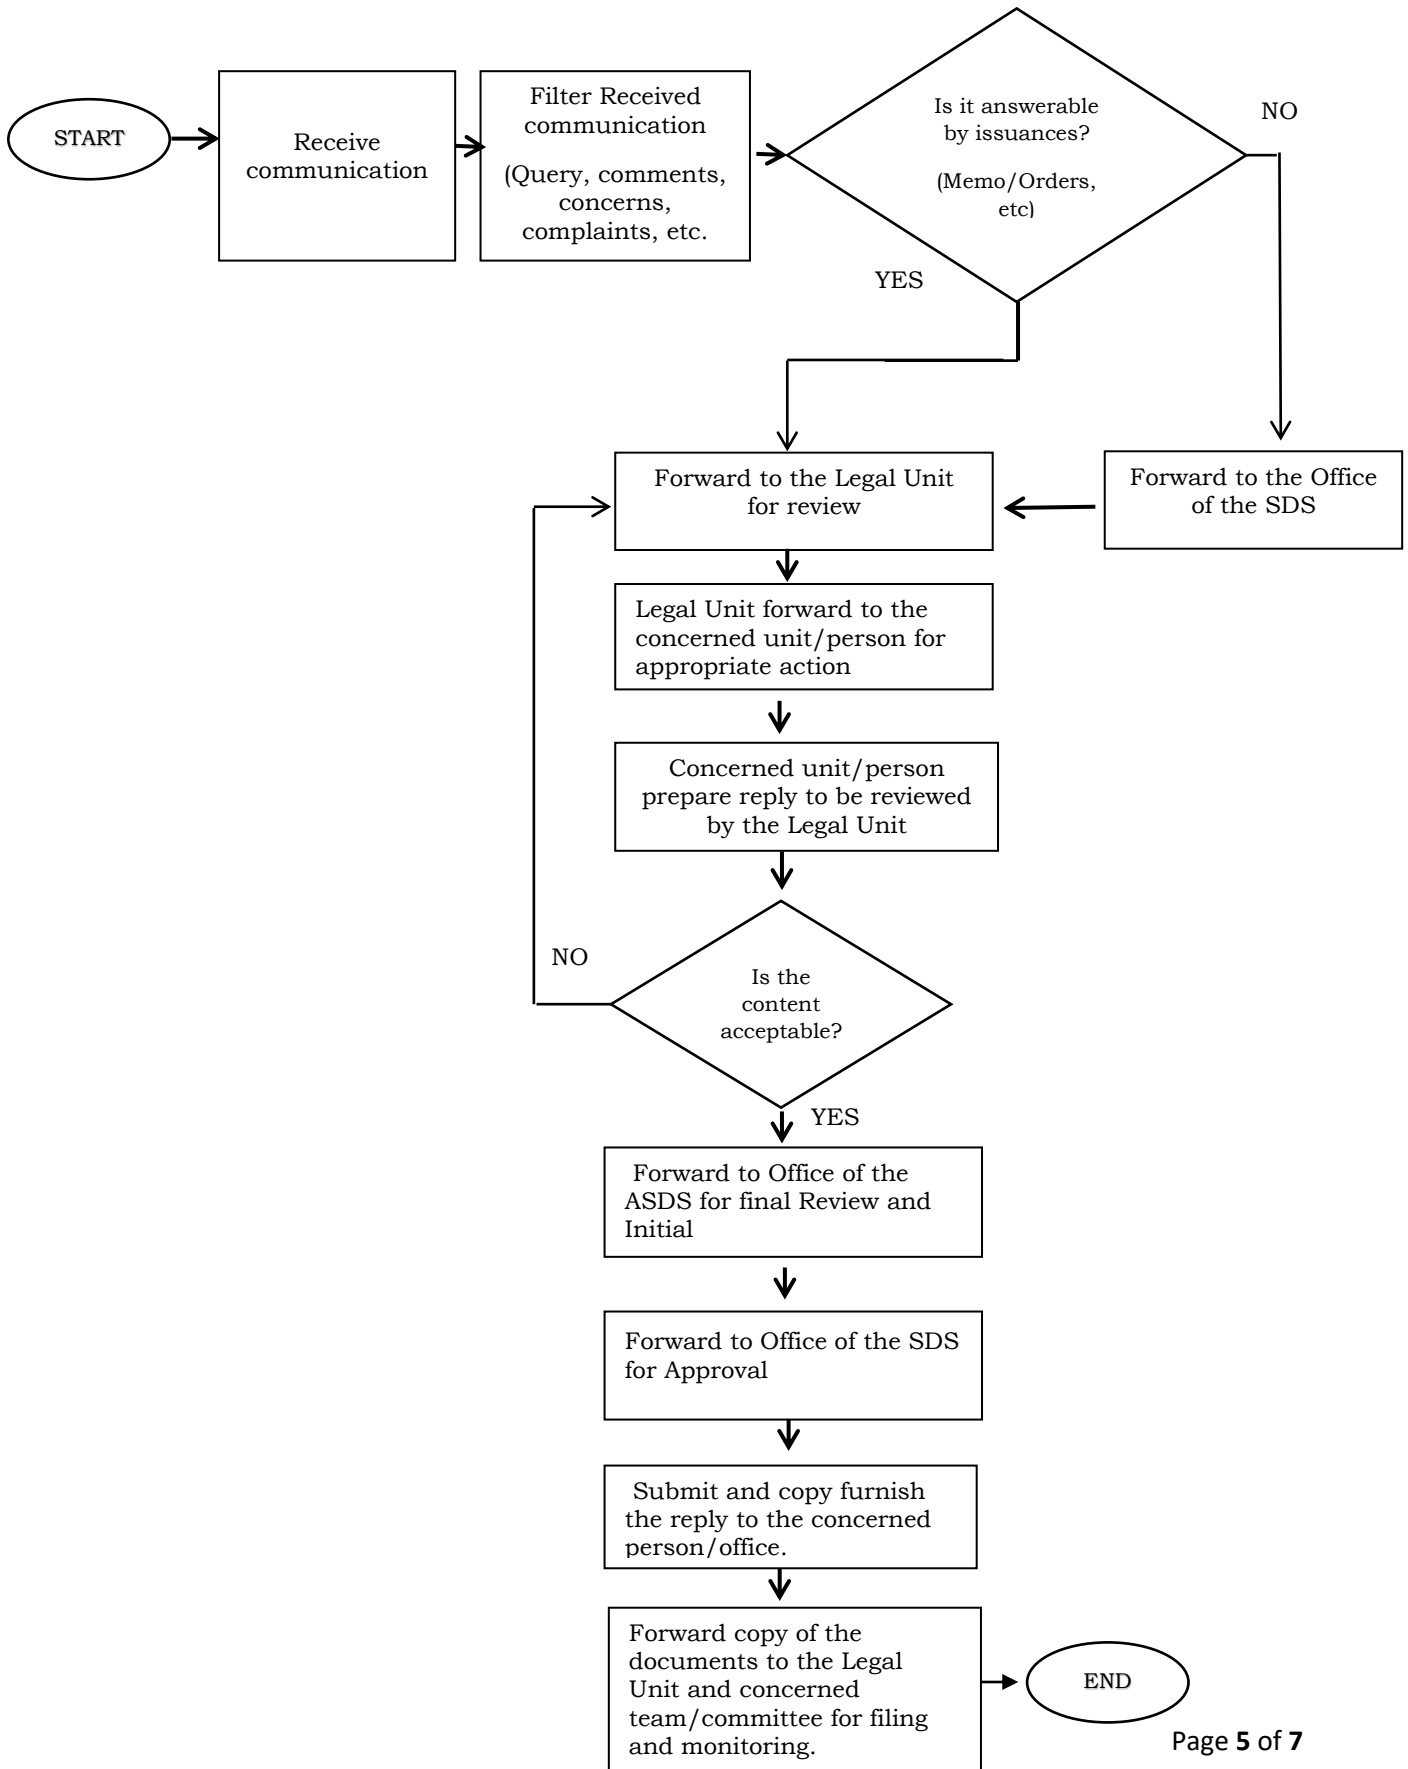 START
Receive
communication
Filter Received
communication
(Query, comments,
concerns,
complaints, etc.
Is it answerable
by issuances?
(Memo/Orders,
etc)
NO
YES
Forward to the Legal Unit
for review
Forward to the Office
of the SDS
Legal Unit forward to the
concerned unit/person for
appropriate action
Concerned unit/person
prepare reply to be reviewed
by the Legal Unit
NO
Is the
content
acceptable?
YES
Forward to Office of the
ASDS for final Review and
Initial
Forward to Office of the SDS
for Approval
Submit and copy furnish
the reply to the concerned
person/office.
Forward copy of the
documents to the Legal
Unit and concerned
team/committee for filing
and monitoring.
END
Page 5 of 7